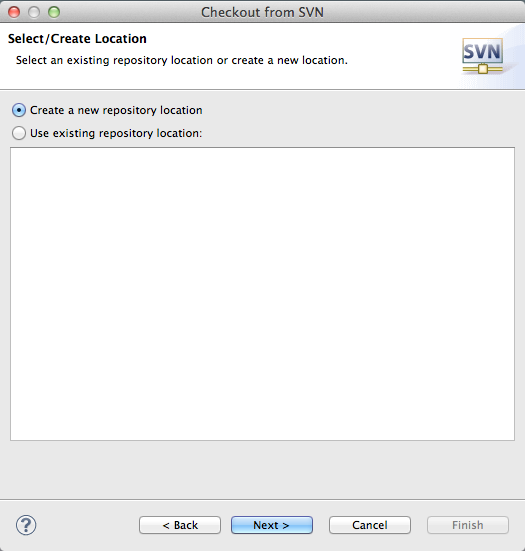 Checkout from SVN
Select/Create Location
Select an existing repository location or create a new location.
SVN
Create a new repository location
Use existing repository location:
? < Back Next > Cancel Finish